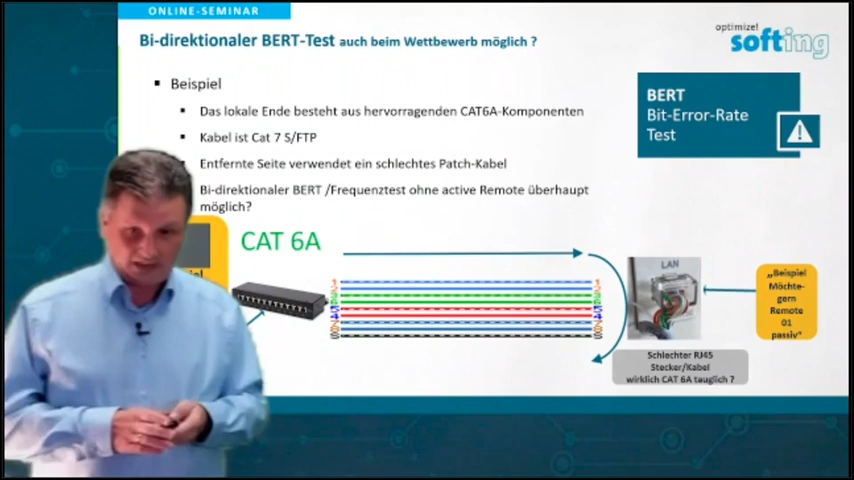 ONLINE-SEMINAR
optimize!
softing
Bi-direktionaler BERT-Test auch beim Wettbewerb möglich ?
Beispiel
Das lokale Ende besteht aus hervorragenden CAT6A-Komponenten
Kabel ist Cat 7 S/FTP
Entfernte Seite verwendet ein schlechtes Patch-Kabel
Bi-direktionaler BERT /Frequenztest ohne active Remote überhaupt
möglich?
BERT
Bit-Error-Rate
Test
CAT 6A
LAN
„Beispiel
Möchte-
gern
Remote
01
passiv“
Schlechter RJ45
Stecker/Kabel
wirklich CAT 6A tauglich ?